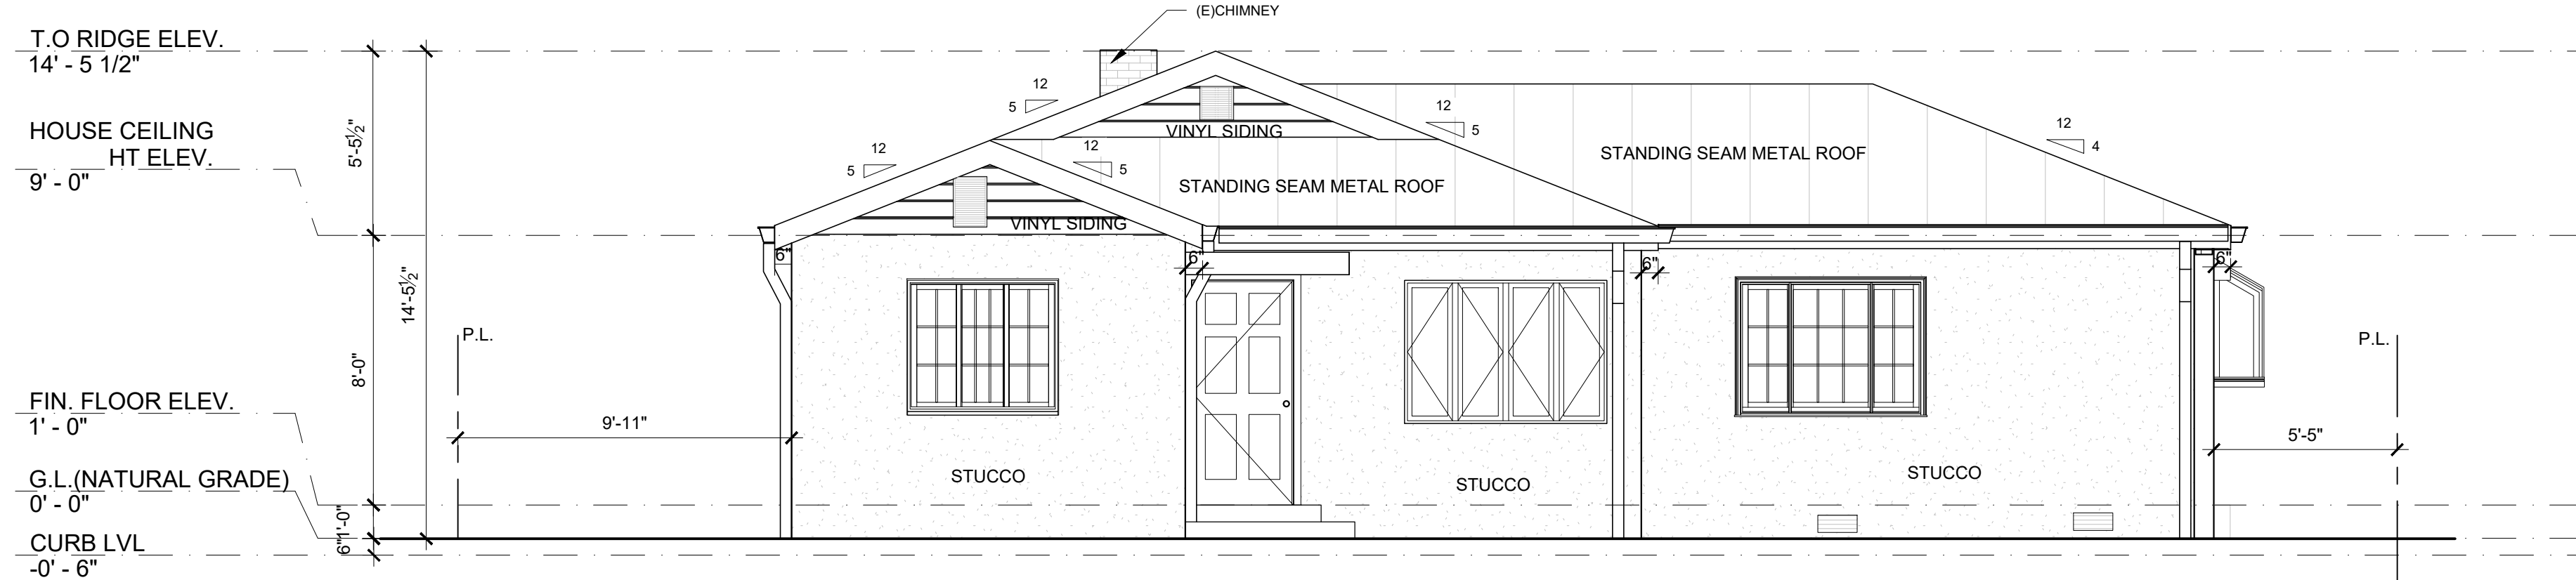 (E)CHIMNEY
T.O RIDGE ELEV.
14' - 5 1/2"
HOUSE CEILING
HT ELEV.
9' - 0"
FIN. FLOOR ELEV.
1' - 0"
G.L.(NATURAL GRADE)
0' - 0"
CURB LVL
-0' - 6"
5'-5½"
14'-5½"
8'-0"
1'-0"
6"
P.L.
9'-11"
12
5
12
5
12
5
12
5
12
4
VINYL SIDING
STANDING SEAM METAL ROOF
STANDING SEAM METAL ROOF
VINYL SIDING
6"
6"
6"
6"
STUCCO
STUCCO
STUCCO
P.L.
5'-5"